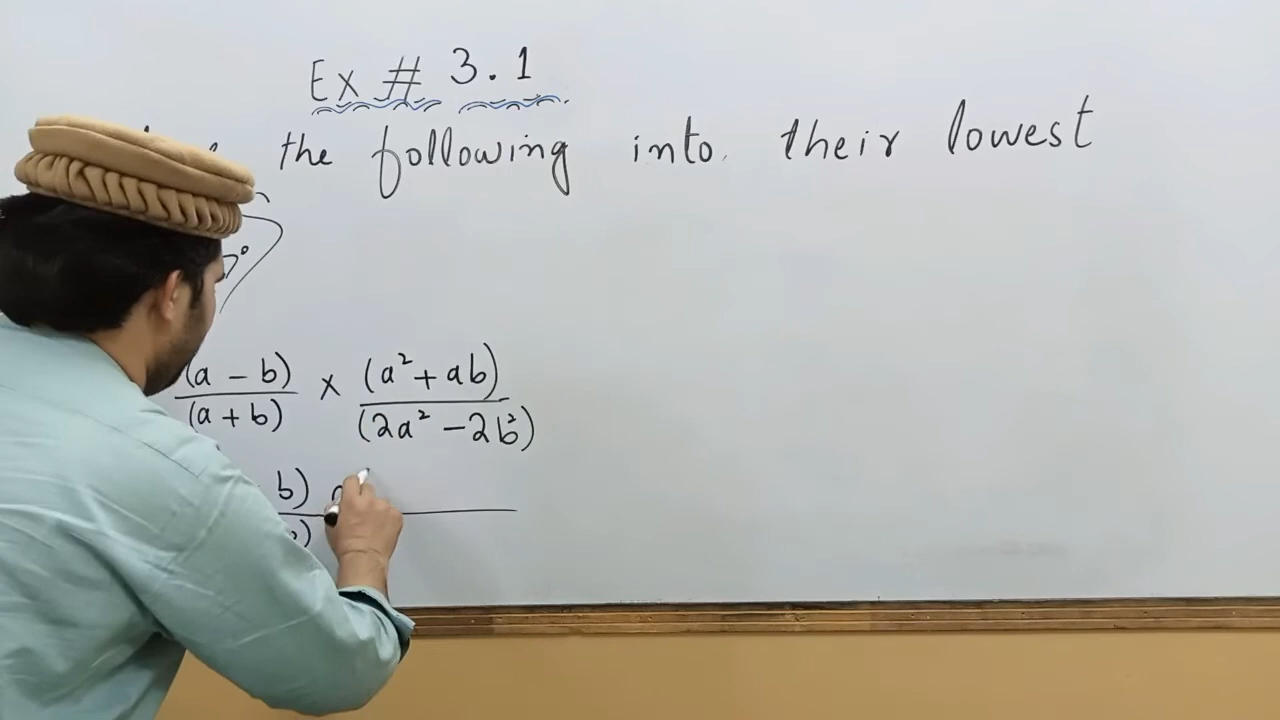 Ex # 3.1
the following into their lowest
(a - b) × (a² + ab)
(a + b) (2a² - 2b²)
b)